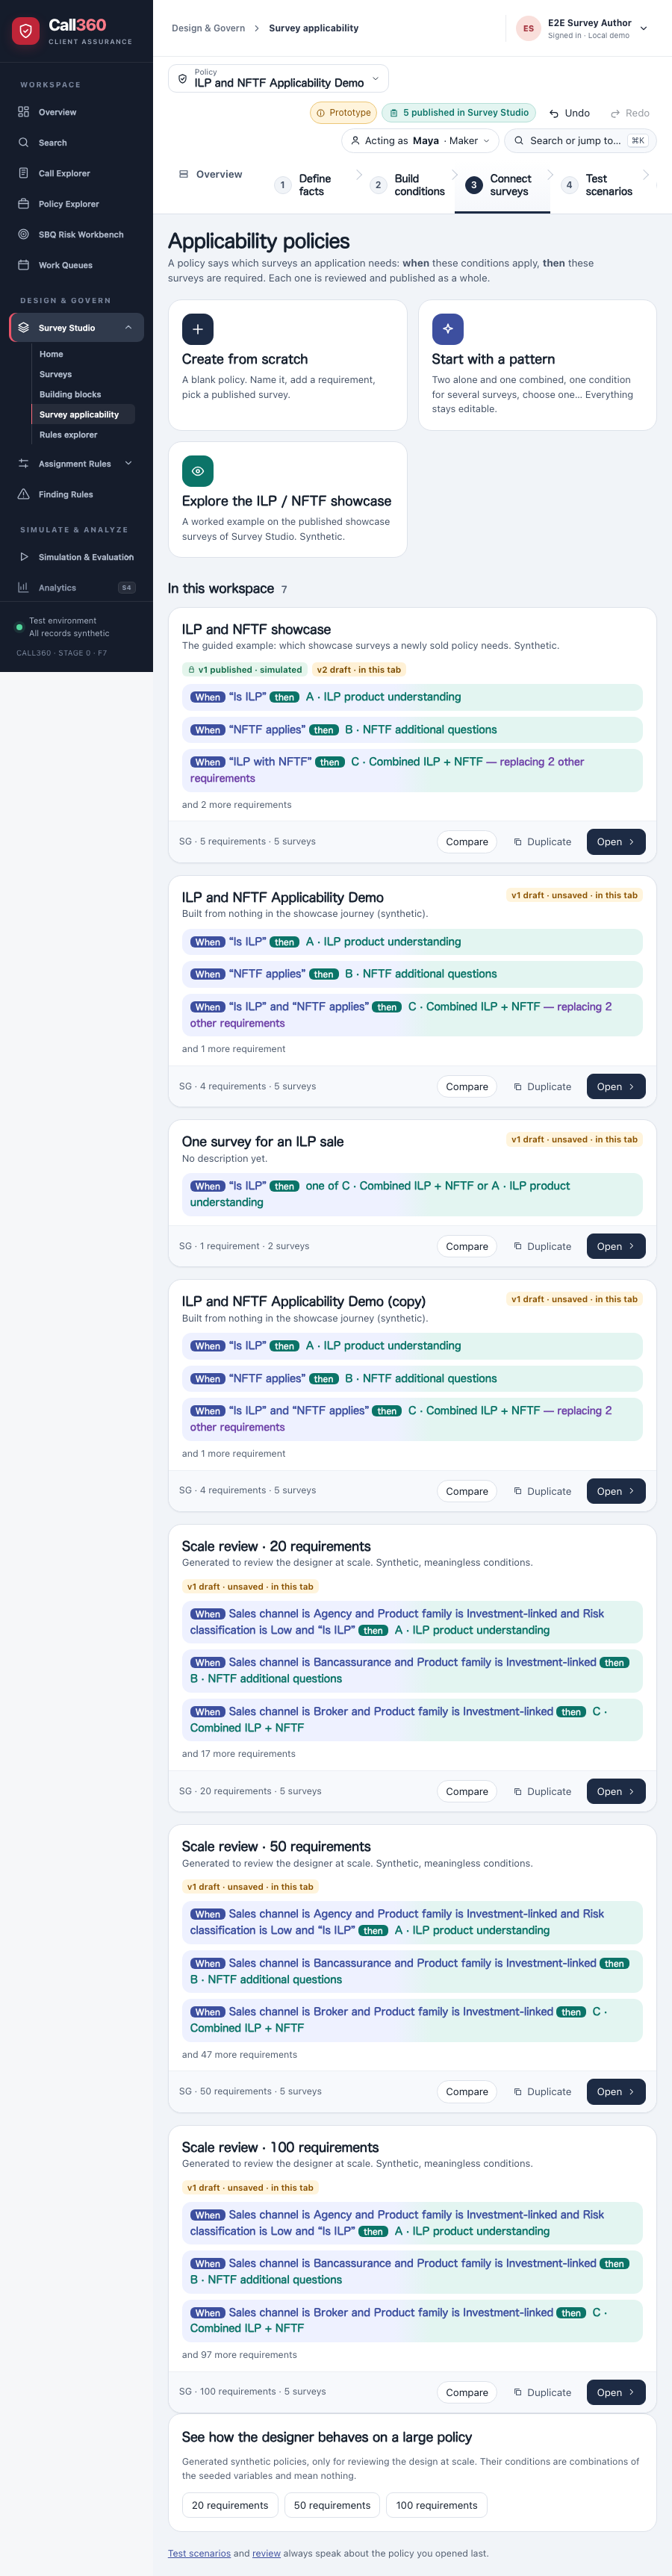 Call360
CLIENT ASSURANCE
WORKSPACE
Overview
Search
Call Explorer
Policy Explorer
SBQ Risk Workbench
Work Queues
DESIGN & GOVERN
Survey Studio
Home
Surveys
Building blocks
Survey applicability
Rules explorer
Assignment Rules
Finding Rules
SIMULATE & ANALYZE
Simulation & Evaluation
Analytics
S4
Test environment
All records synthetic
CALL360 · STAGE 0 · F7
Design & Govern
Survey applicability
ES
E2E Survey Author
Signed in · Local demo
Policy
ILP and NFTF Applicability Demo
Prototype
5 published in Survey Studio
Undo
Redo
Acting as Maya · Maker
Search or jump to...
⌘K
Overview
1 Define facts
2 Build conditions
3 Connect surveys
4 Test scenarios
Applicability policies
A policy says which surveys an application needs: when these conditions apply, then these
surveys are required. Each one is reviewed and published as a whole.
Create from scratch
A blank policy. Name it, add a requirement,
pick a published survey.
Start with a pattern
Two alone and one combined, one condition
for several surveys, choose one... Everything
stays editable.
Explore the ILP / NFTF showcase
A worked example on the published showcase
surveys of Survey Studio. Synthetic.
In this workspace 7
ILP and NFTF showcase
The guided example: which showcase surveys a newly sold policy needs. Synthetic.
v1 published · simulated
v2 draft · in this tab
When “Is ILP” then A · ILP product understanding
When “NFTF applies” then B · NFTF additional questions
When “ILP with NFTF” then C · Combined ILP + NFTF — replacing 2 other
requirements
and 2 more requirements
SG · 5 requirements · 5 surveys
Compare
Duplicate
Open
ILP and NFTF Applicability Demo
v1 draft · unsaved · in this tab
Built from nothing in the showcase journey (synthetic).
When “Is ILP” then A · ILP product understanding
When “NFTF applies” then B · NFTF additional questions
When “Is ILP” and “NFTF applies” then C · Combined ILP + NFTF — replacing 2
other requirements
and 1 more requirement
SG · 4 requirements · 5 surveys
Compare
Duplicate
Open
One survey for an ILP sale
v1 draft · unsaved · in this tab
No description yet.
When “Is ILP” then one of C · Combined ILP + NFTF or A · ILP product
understanding
SG · 1 requirement · 2 surveys
Compare
Duplicate
Open
ILP and NFTF Applicability Demo (copy)
v1 draft · unsaved · in this tab
Built from nothing in the showcase journey (synthetic).
When “Is ILP” then A · ILP product understanding
When “NFTF applies” then B · NFTF additional questions
When “Is ILP” and “NFTF applies” then C · Combined ILP + NFTF — replacing 2
other requirements
and 1 more requirement
SG · 4 requirements · 5 surveys
Compare
Duplicate
Open
Scale review · 20 requirements
Generated to review the designer at scale. Synthetic, meaningless conditions.
v1 draft · unsaved · in this tab
When Sales channel is Agency and Product family is Investment-linked and Risk
classification is Low and “Is ILP” then A · ILP product understanding
When Sales channel is Bancassurance and Product family is Investment-linked then
B · NFTF additional questions
When Sales channel is Broker and Product family is Investment-linked then C ·
Combined ILP + NFTF
and 17 more requirements
SG · 20 requirements · 5 surveys
Compare
Duplicate
Open
Scale review · 50 requirements
Generated to review the designer at scale. Synthetic, meaningless conditions.
v1 draft · unsaved · in this tab
When Sales channel is Agency and Product family is Investment-linked and Risk
classification is Low and “Is ILP” then A · ILP product understanding
When Sales channel is Bancassurance and Product family is Investment-linked then
B · NFTF additional questions
When Sales channel is Broker and Product family is Investment-linked then C ·
Combined ILP + NFTF
and 47 more requirements
SG · 50 requirements · 5 surveys
Compare
Duplicate
Open
Scale review · 100 requirements
Generated to review the designer at scale. Synthetic, meaningless conditions.
v1 draft · unsaved · in this tab
When Sales channel is Agency and Product family is Investment-linked and Risk
classification is Low and “Is ILP” then A · ILP product understanding
When Sales channel is Bancassurance and Product family is Investment-linked then
B · NFTF additional questions
When Sales channel is Broker and Product family is Investment-linked then C ·
Combined ILP + NFTF
and 97 more requirements
SG · 100 requirements · 5 surveys
Compare
Duplicate
Open
See how the designer behaves on a large policy
Generated synthetic policies, only for reviewing the design at scale. Their conditions are combinations of
the seeded variables and mean nothing.
20 requirements
50 requirements
100 requirements
Test scenarios and review always speak about the policy you opened last.